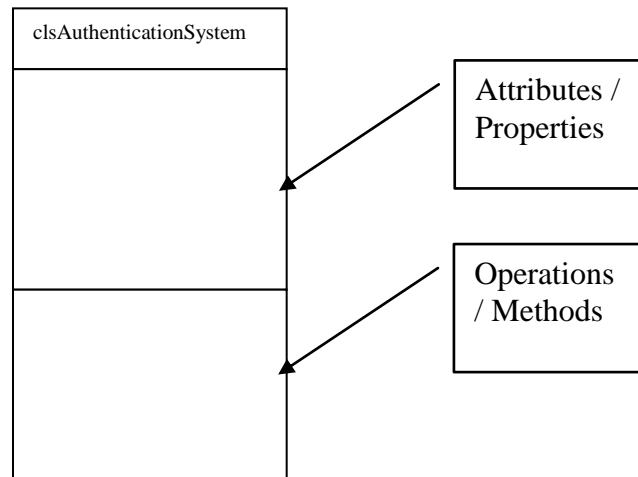 clsAuthenticationSystem
Attributes /
Properties
Operations
/ Methods